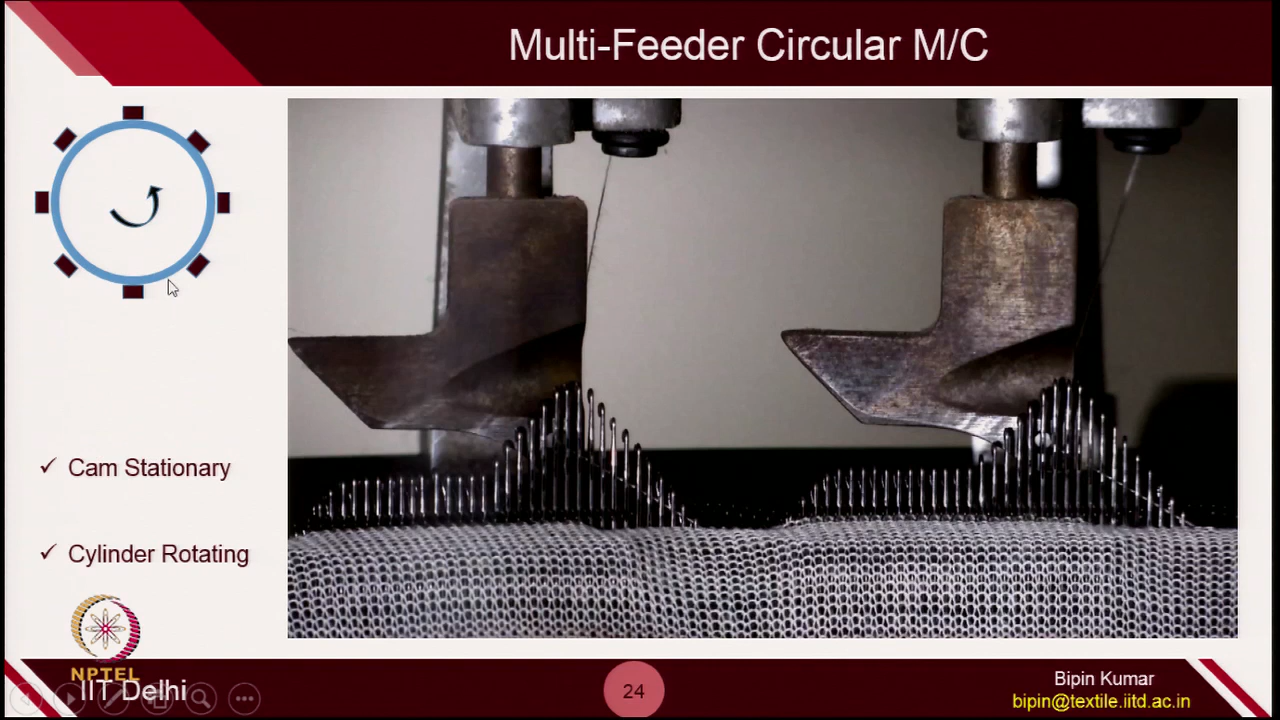 Multi-Feeder Circular M/C
✓ Cam Stationary
✓ Cylinder Rotating
NPTEL
IIT Delhi
24
Bipin Kumar
bipin@textile.iitd.ac.in